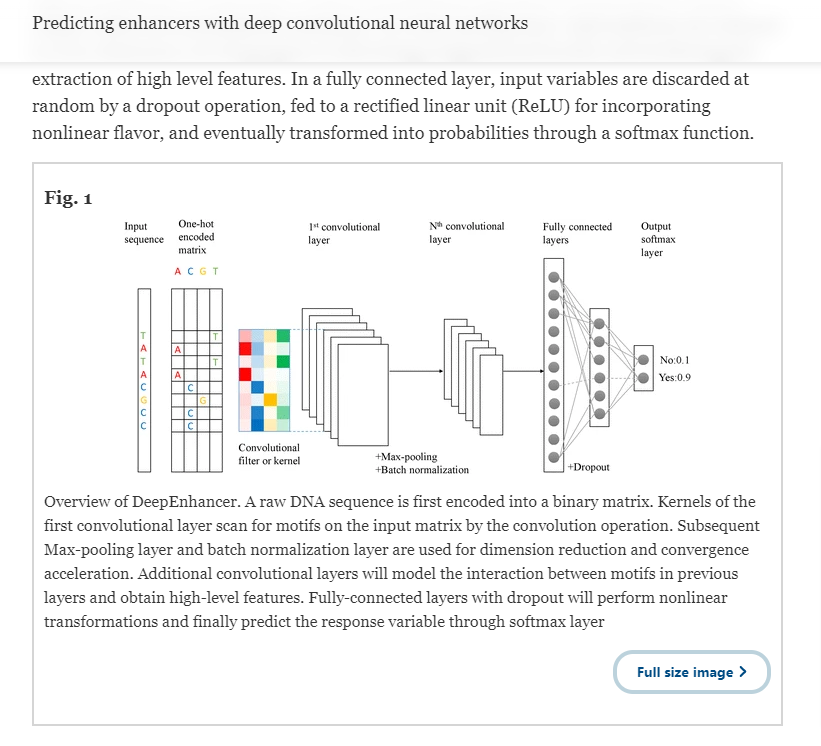 Predicting enhancers with deep convolutional neural networks
extraction of high level features. In a fully connected layer, input variables are discarded at
random by a dropout operation, fed to a rectified linear unit (ReLU) for incorporating
nonlinear flavor, and eventually transformed into probabilities through a softmax function.
Fig. 1
Input
sequence
One-hot
encoded
matrix
1st convolutional
layer
Nth convolutional
layer
Fully connected
layers
Output
softmax
layer
A C G T
T
A
T
A
C
G
C
C
T
A
T
A
C
G
C
C
No:0.1
Yes:0.9
Convolutional
filter or kernel
+Max-pooling
+Batch normalization
+Dropout
Overview of DeepEnhancer. A raw DNA sequence is first encoded into a binary matrix. Kernels of the
first convolutional layer scan for motifs on the input matrix by the convolution operation. Subsequent
Max-pooling layer and batch normalization layer are used for dimension reduction and convergence
acceleration. Additional convolutional layers will model the interaction between motifs in previous
layers and obtain high-level features. Fully-connected layers with dropout will perform nonlinear
transformations and finally predict the response variable through softmax layer
Full size image